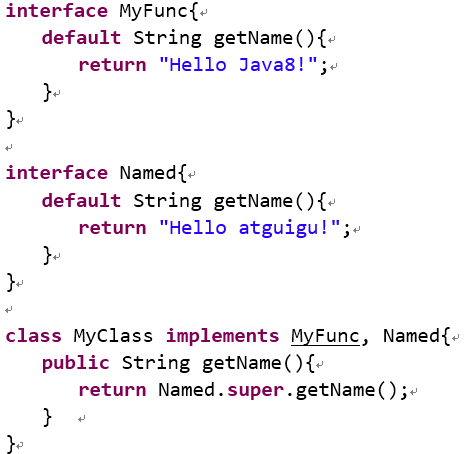 interface MyFunc{
    default String getName(){
        return "Hello Java8!";
    }
}

interface Named{
    default String getName(){
        return "Hello atguigu!";
    }
}

class MyClass implements MyFunc, Named{
    public String getName(){
        return Named.super.getName();
    }
}